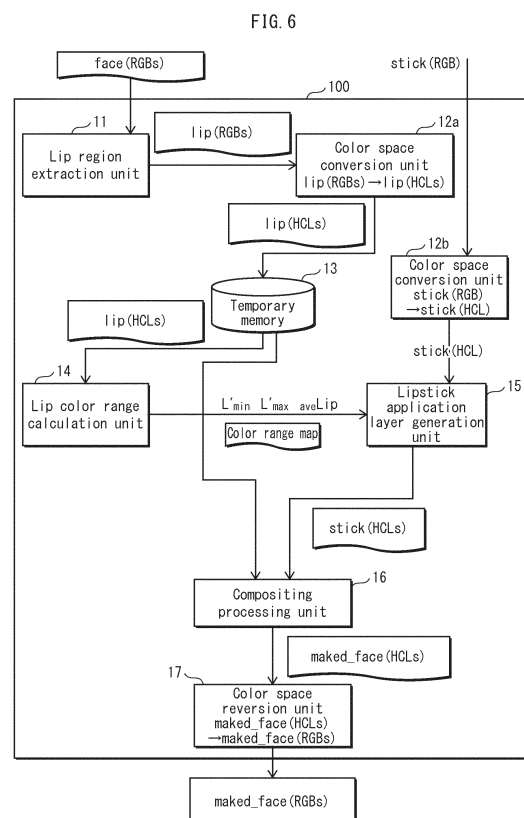 FIG. 6
face(RGBs)
stick(RGB)
100
11
lip(RGBs)
12a
Lip region
extraction unit
Color space
conversion unit
lip(RGBs)→lip(HCLs)
lip(HCLs)
12b
13
Color space
conversion unit
stick(RGB)
→stick(HCL)
Temporary
memory
lip(HCLs)
stick(HCL)
14
15
Lip color range
calculation unit
L'min L'max aveLip
Color range map
Lipstick
application
layer generation
unit
stick(HCLs)
16
Compositing
processing unit
maked_face(HCLs)
17
Color space
reversion unit
maked_face(HCLs)
→maked_face(RGBs)
maked_face(RGBs)